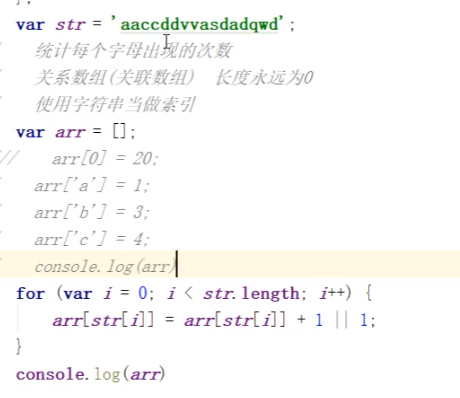 var str = 'aaccddvvasdadqwd';
统计每个字母出现的次数
关系数组(关联数组) 长度永远为0
使用字符串当做索引
var arr = [];
// arr[0] = 20;
arr['a'] = 1;
arr['b'] = 3;
arr['c'] = 4;
console.log(arr)
for (var i = 0; i < str.length; i++) {
arr[str[i]] = arr[str[i]] + 1 || 1;
}
console.log(arr)